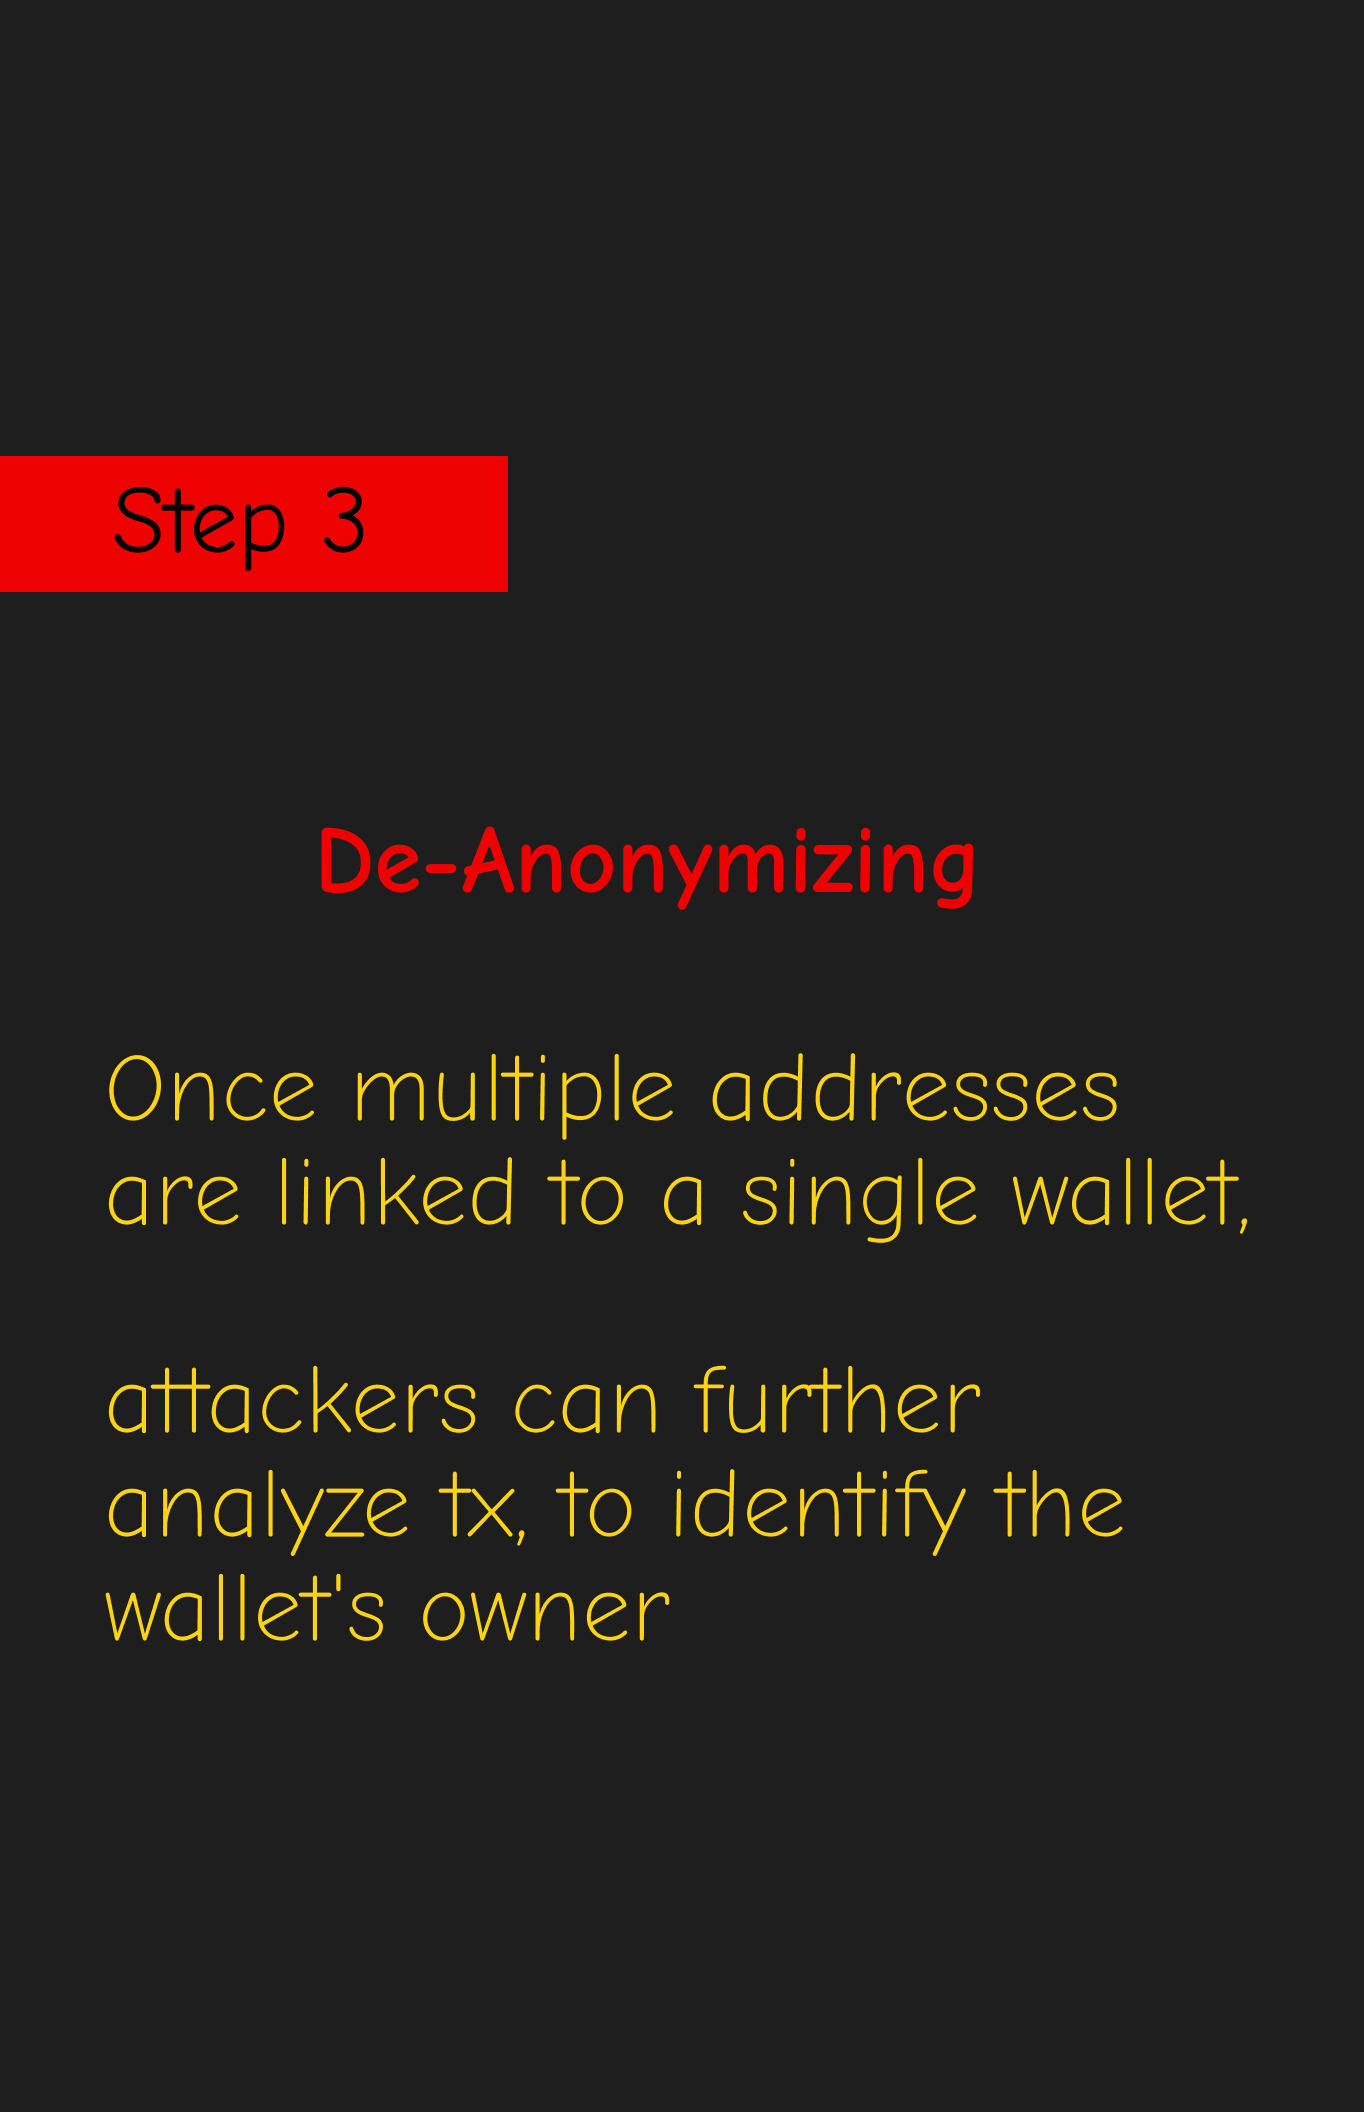 Step 3
De-Anonymizing
Once multiple addresses
are linked to a single wallet,
attackers can further
analyze tx, to identify the
wallet's owner